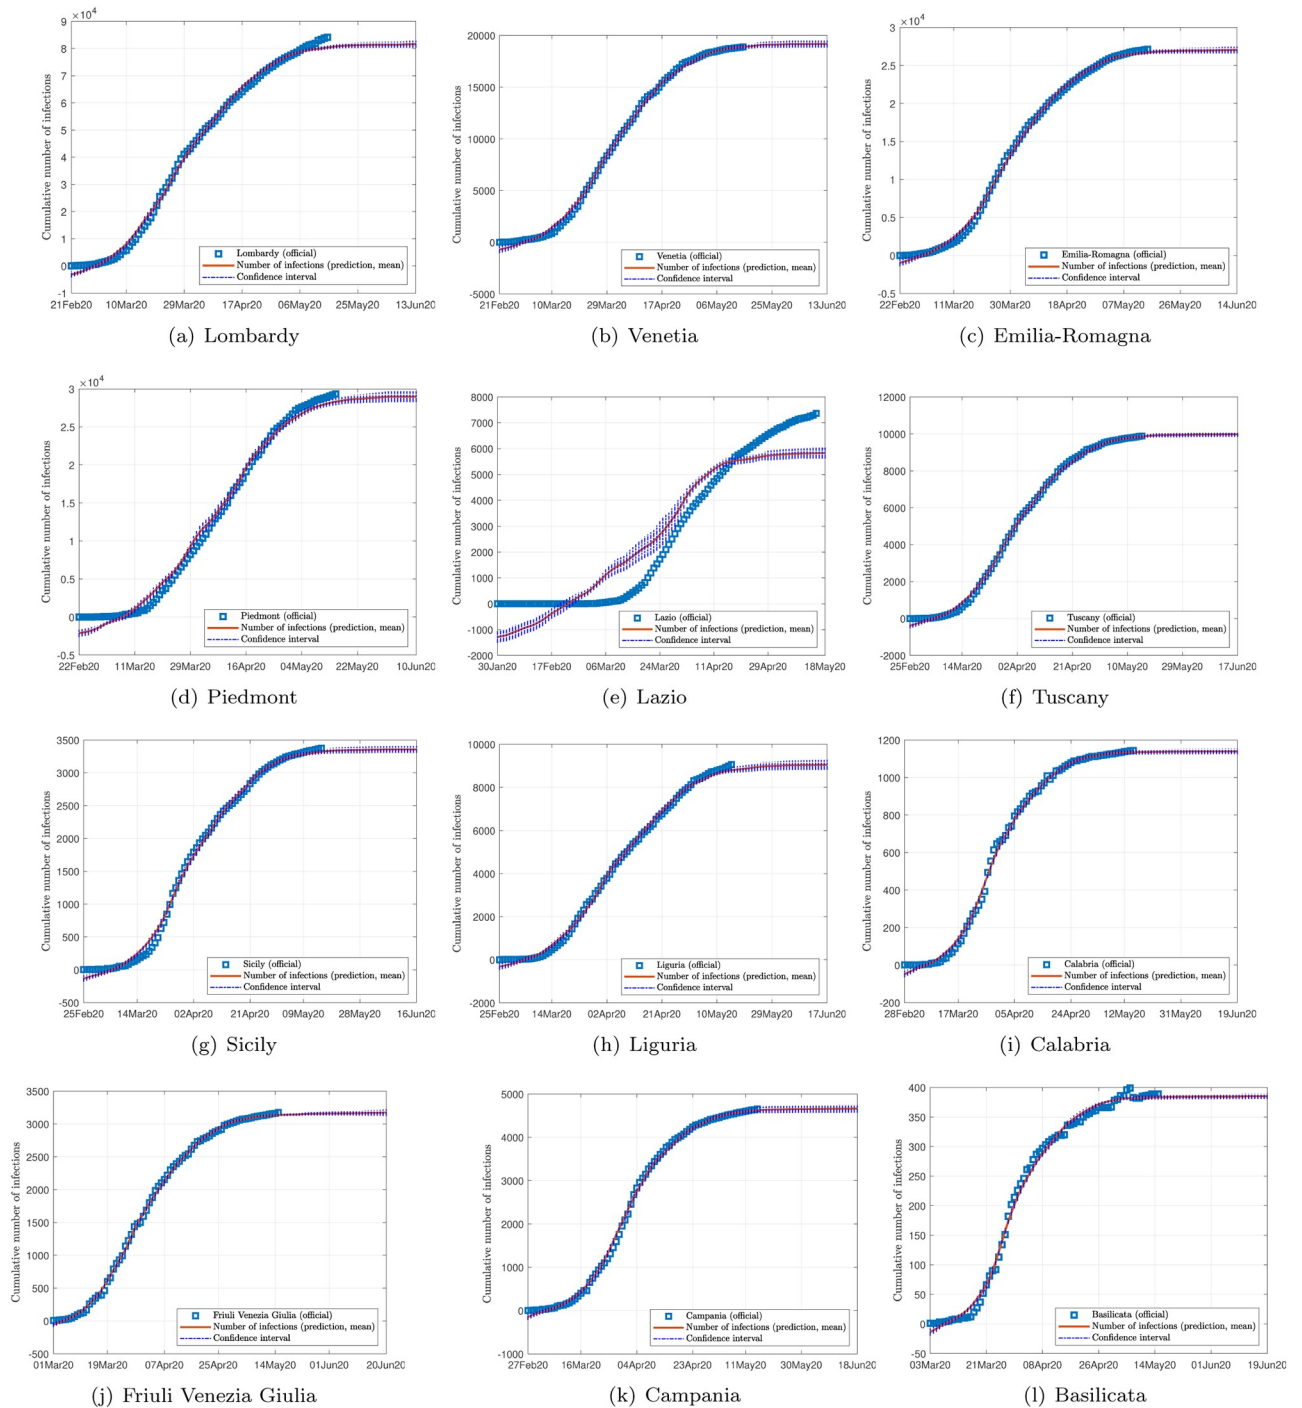 ×10⁴
9
8
7
6
5
4
3
2
1
0
-1
Cumulative number of infections
Lombardy (official)
Number of infections (prediction, mean)
Confidence interval
21Feb20 10Mar20 29Mar20 17Apr20 06May20 25May20 13Jun20
(a) Lombardy
20000
15000
10000
5000
0
-5000
Cumulative number of infections
Venetia (official)
Number of infections (prediction, mean)
Confidence interval
21Feb20 10Mar20 29Mar20 17Apr20 06May20 25May20 13Jun20
(b) Venetia
×10⁴
3
2.5
2
1.5
1
0.5
0
-0.5
Cumulative number of infections
Emilia-Romagna (official)
Number of infections (prediction, mean)
Confidence interval
22Feb20 11Mar20 30Mar20 18Apr20 07May20 26May20 14Jun20
(c) Emilia-Romagna
×10⁴
3
2.5
2
1.5
1
0.5
0
-0.5
Cumulative number of infections
Piedmont (official)
Number of infections (prediction, mean)
Confidence interval
22Feb20 11Mar20 29Mar20 16Apr20 04May20 22May20 10Jun20
(d) Piedmont
8000
7000
6000
5000
4000
3000
2000
1000
0
-1000
-2000
Cumulative number of infections
Lazio (official)
Number of infections (prediction, mean)
Confidence interval
30Jan20 17Feb20 06Mar20 24Mar20 11Apr20 29Apr20 18May20
(e) Lazio
12000
10000
8000
6000
4000
2000
0
-2000
Cumulative number of infections
Tuscany (official)
Number of infections (prediction, mean)
Confidence interval
25Feb20 14Mar20 02Apr20 21Apr20 10May20 29May20 17Jun20
(f) Tuscany
3500
3000
2500
2000
1500
1000
500
0
-500
Cumulative number of infections
Sicily (official)
Number of infections (prediction, mean)
Confidence interval
25Feb20 14Mar20 02Apr20 21Apr20 09May20 28May20 16Jun20
(g) Sicily
10000
8000
6000
4000
2000
0
-2000
Cumulative number of infections
Liguria (official)
Number of infections (prediction, mean)
Confidence interval
25Feb20 14Mar20 02Apr20 21Apr20 10May20 29May20 17Jun20
(h) Liguria
1200
1000
800
600
400
200
0
-200
Cumulative number of infections
Calabria (official)
Number of infections (prediction, mean)
Confidence interval
28Feb20 17Mar20 05Apr20 24Apr20 12May20 31May20 19Jun20
(i) Calabria
3500
3000
2500
2000
1500
1000
500
0
-500
Cumulative number of infections
Friuli Venezia Giulia (official)
Number of infections (prediction, mean)
Confidence interval
01Mar20 19Mar20 07Apr20 25Apr20 14May20 01Jun20 20Jun20
(j) Friuli Venezia Giulia
5000
4000
3000
2000
1000
0
-1000
Cumulative number of infections
Campania (official)
Number of infections (prediction, mean)
Confidence interval
27Feb20 16Mar20 04Apr20 23Apr20 11May20 30May20 18Jun20
(k) Campania
400
350
300
250
200
150
100
50
0
-50
Cumulative number of infections
Basilicata (official)
Number of infections (prediction, mean)
Confidence interval
03Mar20 21Mar20 08Apr20 26Apr20 14May20 01Jun20 19Jun20
(l) Basilicata